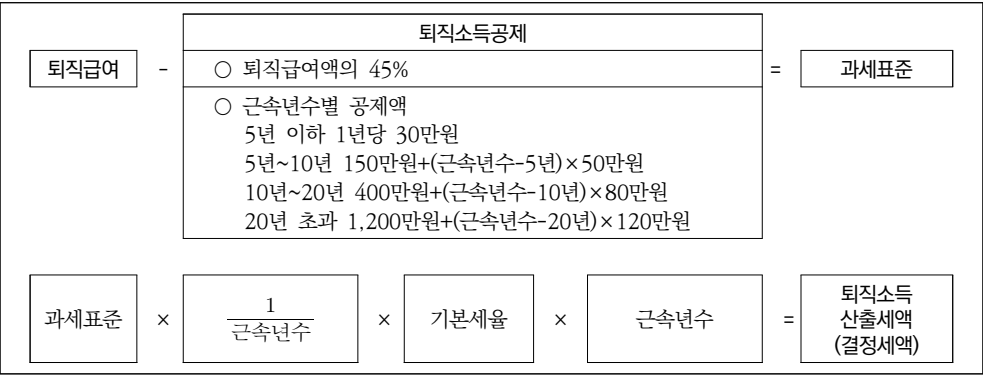 퇴직소득공제
퇴직급여 - ○ 퇴직급여액의 45% = 과세표준
○ 근속년수별 공제액
5년 이하 1년당 30만원
5년~10년 150만원+(근속년수-5년)×50만원
10년~20년 400만원+(근속년수-10년)×80만원
20년 초과 1,200만원+(근속년수-20년)×120만원
과세표준 × 1/근속년수 × 기본세율 × 근속년수 = 퇴직소득
산출세액
(결정세액)